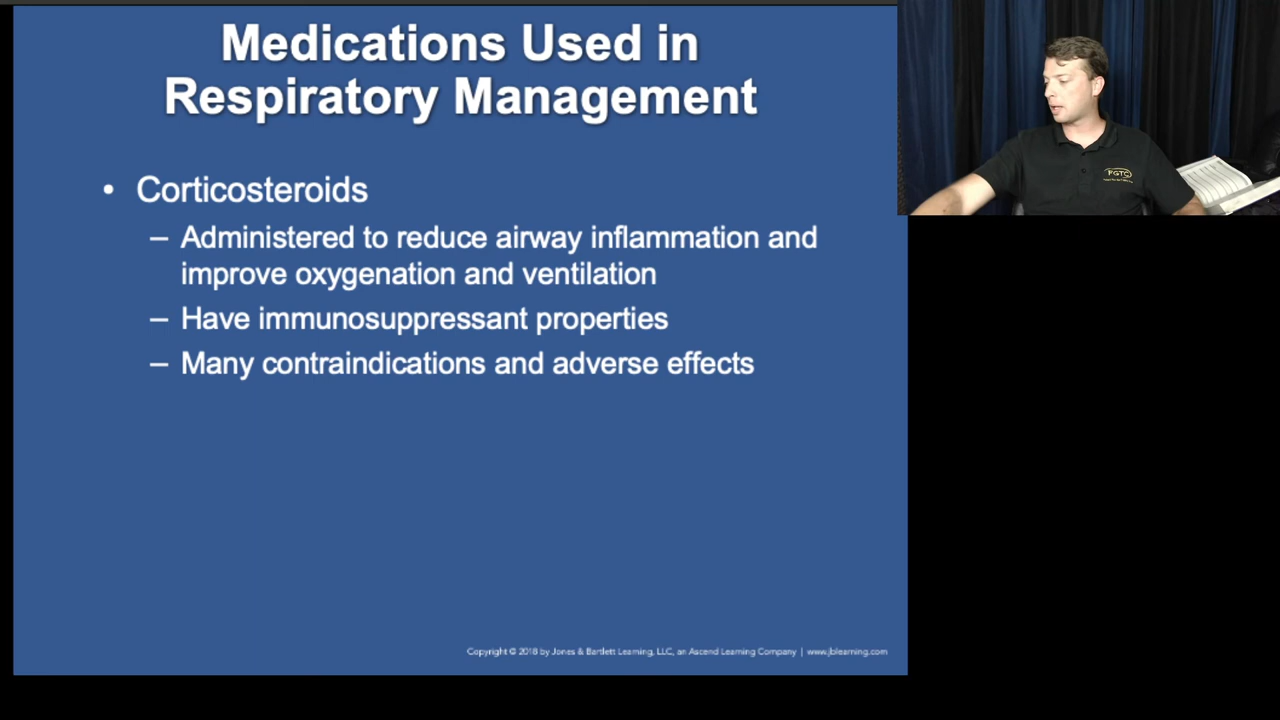 Medications Used in
Respiratory Management
• Corticosteroids
– Administered to reduce airway inflammation and
improve oxygenation and ventilation
– Have immunosuppressant properties
– Many contraindications and adverse effects
Copyright © 2018 by Jones & Bartlett Learning, LLC, an Ascend Learning Company | www.jblearning.com
FGTC